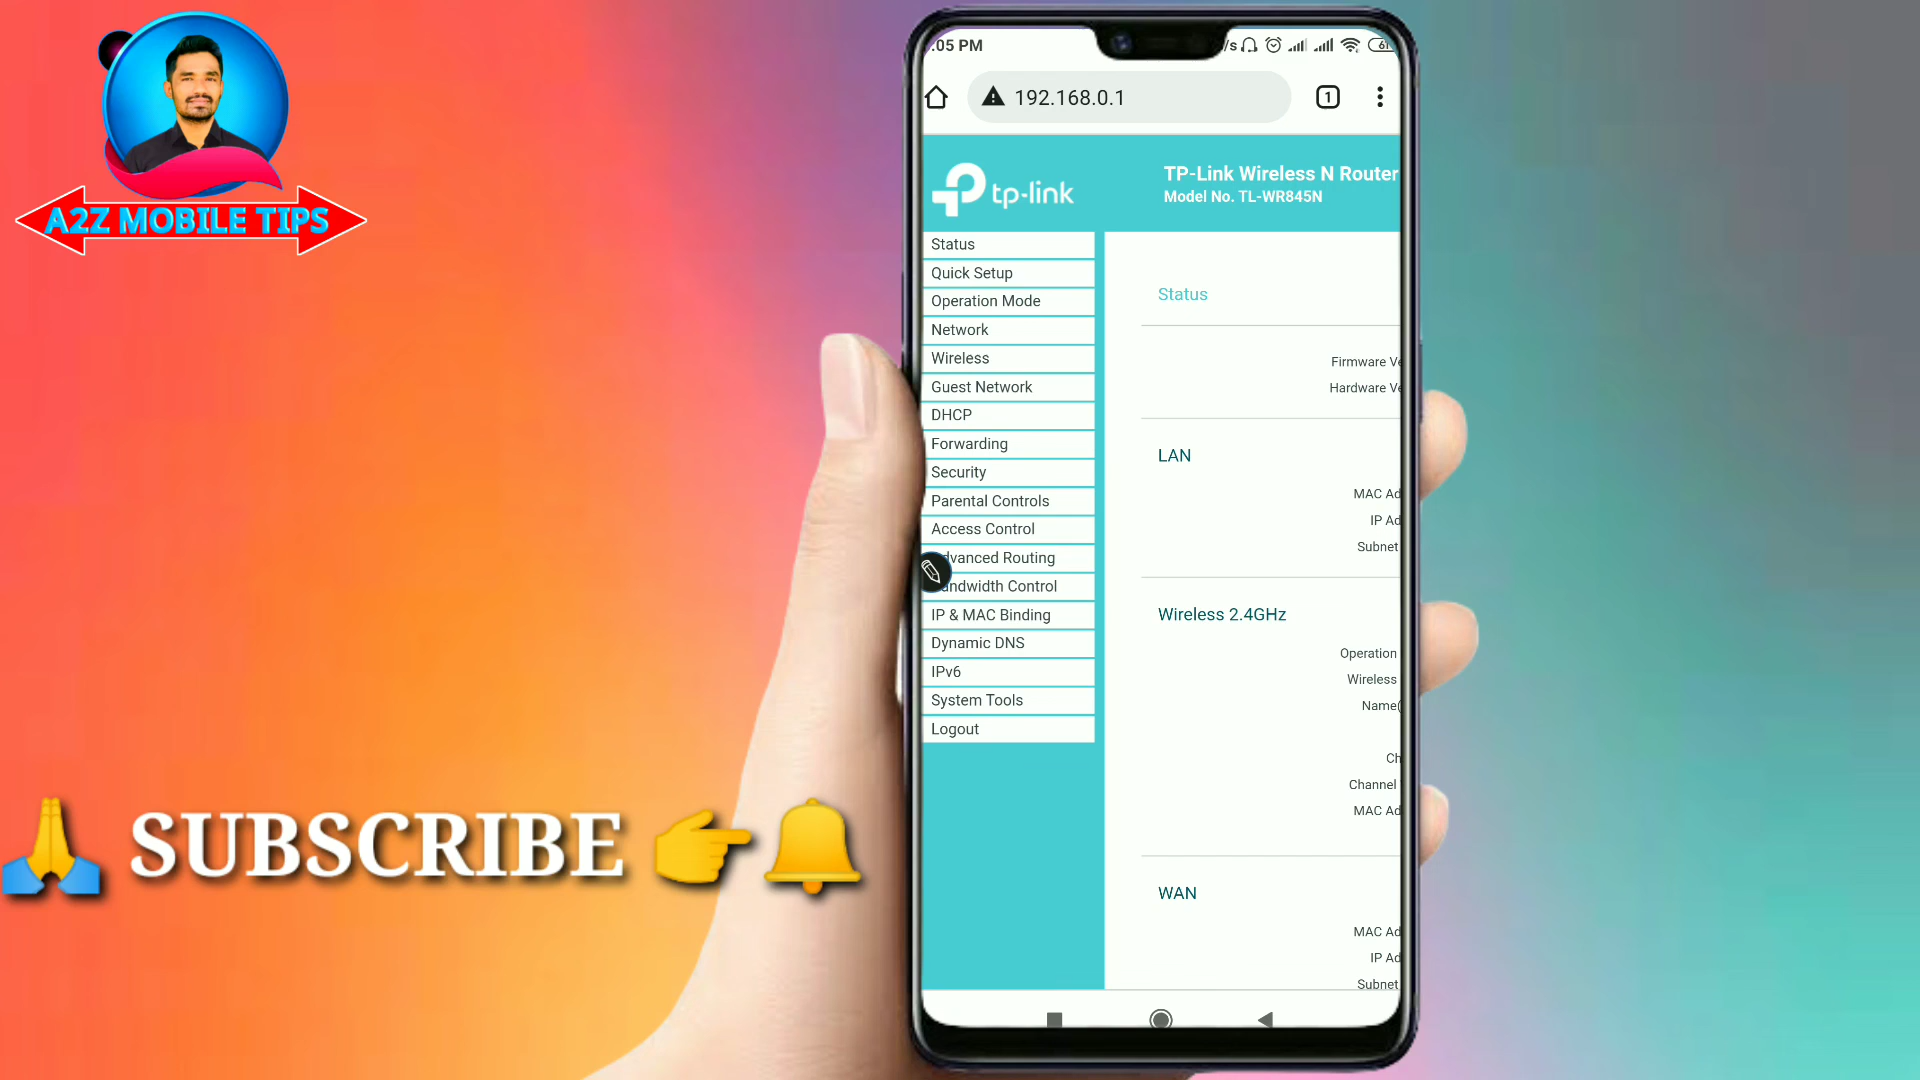 A2Z MOBILE TIPS
SUBSCRIBE
:05 PM
192.168.0.1
1
tp-link
TP-Link Wireless N Router
Model No. TL-WR845N
Status
Quick Setup
Operation Mode
Network
Wireless
Guest Network
DHCP
Forwarding
Security
Parental Controls
Access Control
dvanced Routing
andwidth Control
IP & MAC Binding
Dynamic DNS
IPv6
System Tools
Logout
Status
Firmware Ve
Hardware Ve
LAN
MAC Ad
IP Ad
Subnet
Wireless 2.4GHz
Operation
Wireless
Name(
Ch
Channel
MAC Ad
WAN
MAC Ad
IP Ad
Subnet